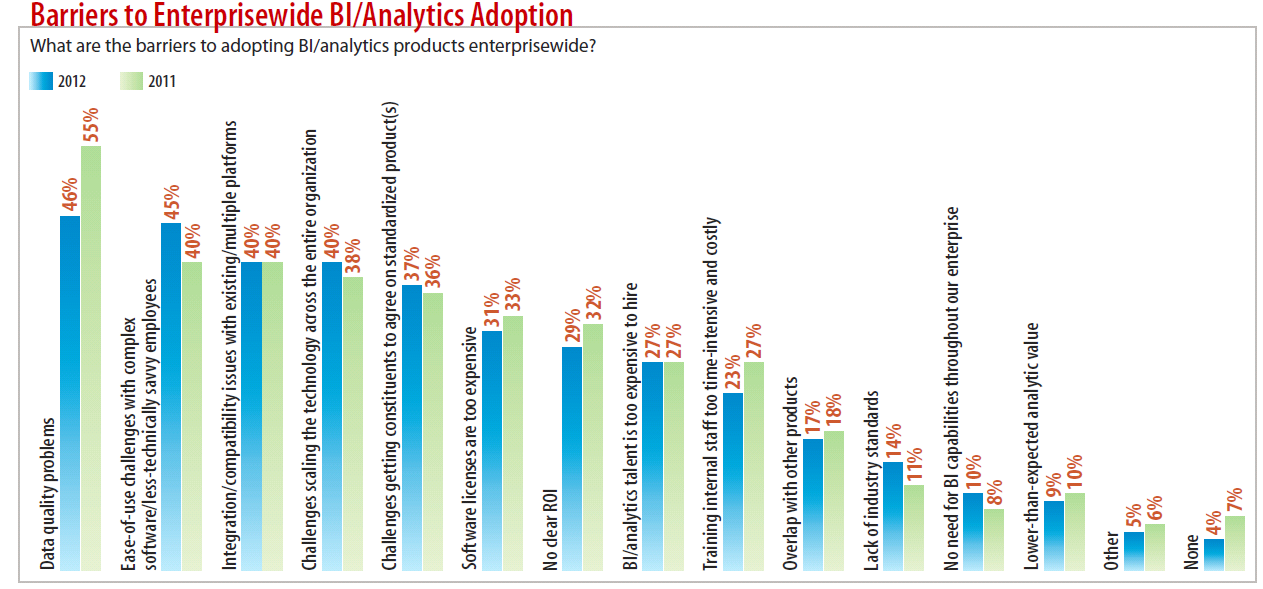 Barriers to Enterprisewide BI/Analytics Adoption
What are the barriers to adopting BI/analytics products enterprisewide?
2012
2011
Data quality problems
46%
55%
Ease-of-use challenges with complex
software/less-technically savvy employees
45%
40%
Integration/compatibility issues with existing/multiple platforms
40%
40%
Challenges scaling the technology across the entire organization
40%
38%
Challenges getting constituents to agree on standardized product(s)
37%
36%
Software licenses are too expensive
31%
33%
No clear ROI
29%
32%
BI/analytics talent is too expensive to hire
27%
27%
Training internal staff too time-intensive and costly
23%
27%
Overlap with other products
17%
18%
Lack of industry standards
14%
11%
No need for BI capabilities throughout our enterprise
10%
8%
Lower-than-expected analytic value
9%
10%
Other
5%
6%
None
4%
7%